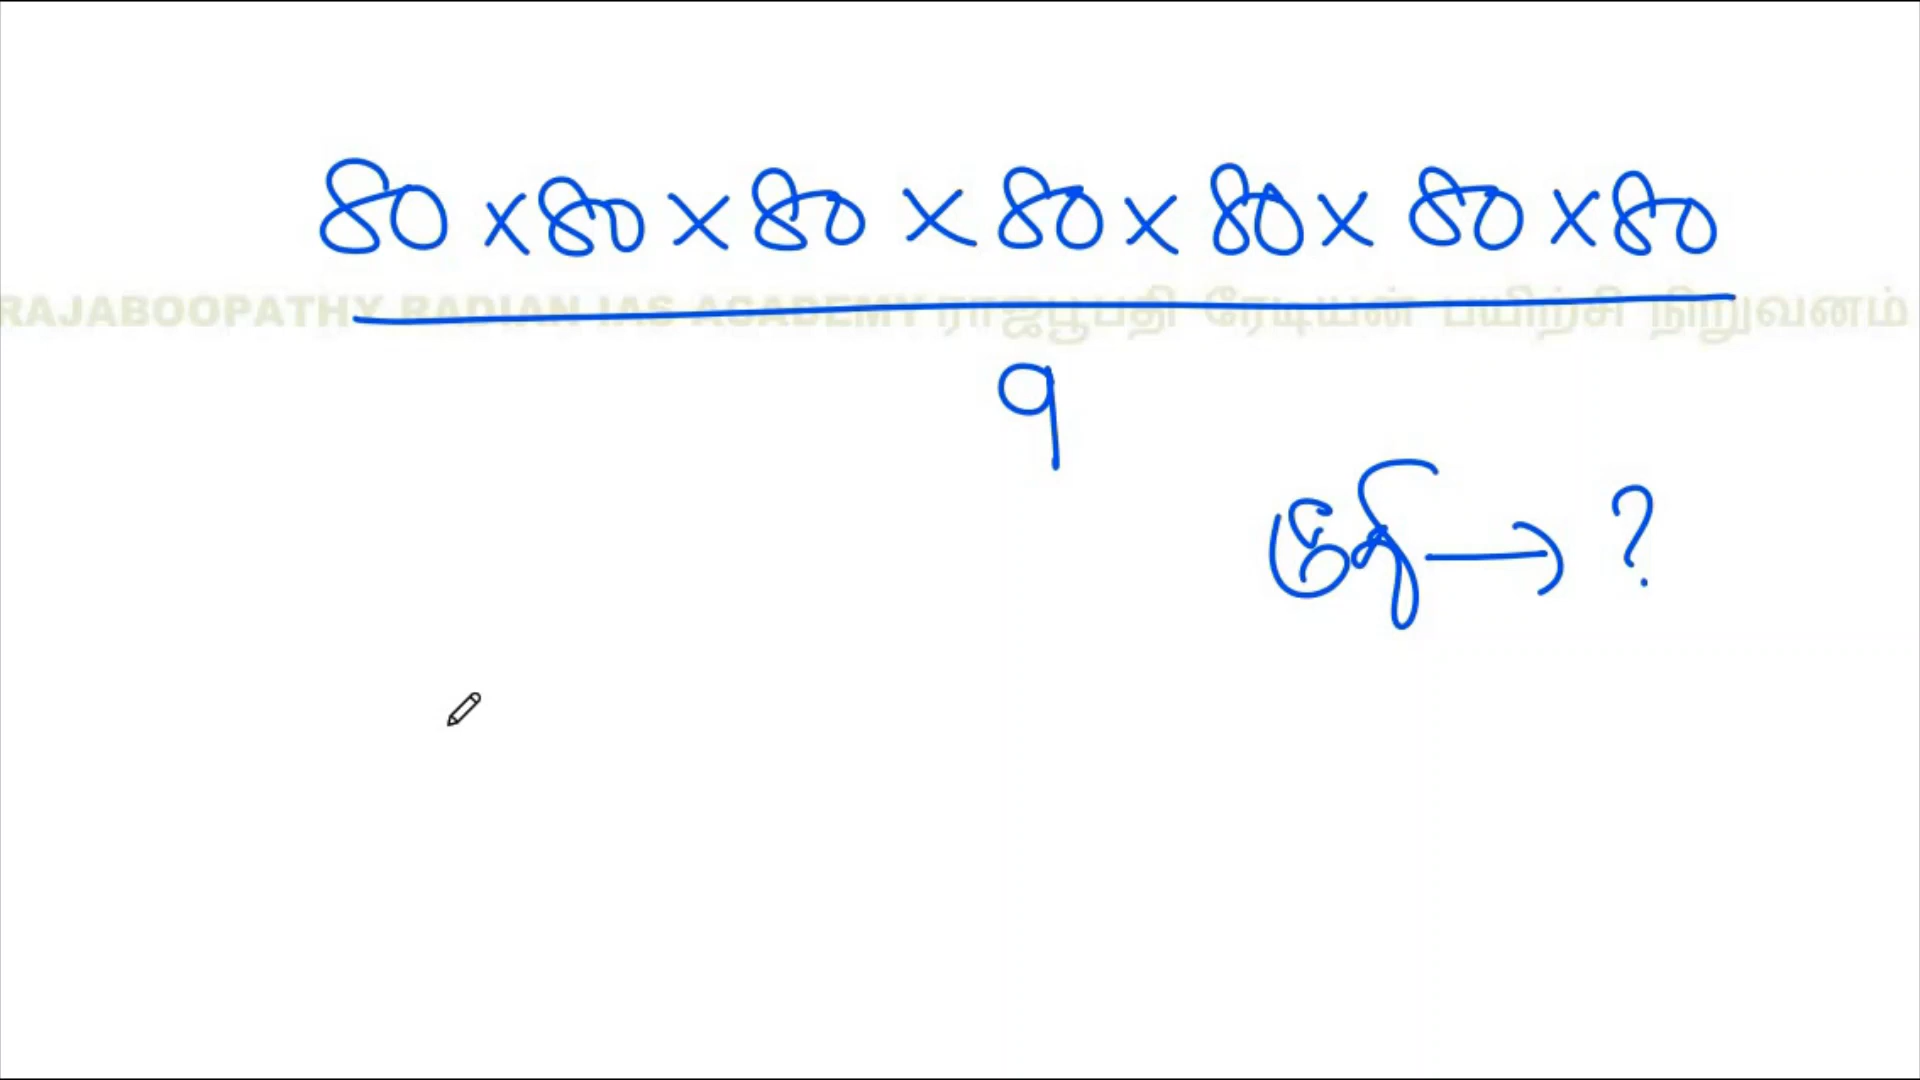 80 × 80 × 80 × 80 × 80 × 80 × 80
RAJABOOPATHY RADIAN IAS ACADEMY ராஜபூபதி ரேடியன் பயிற்சி நிறுவனம்
9
மீதி → ?